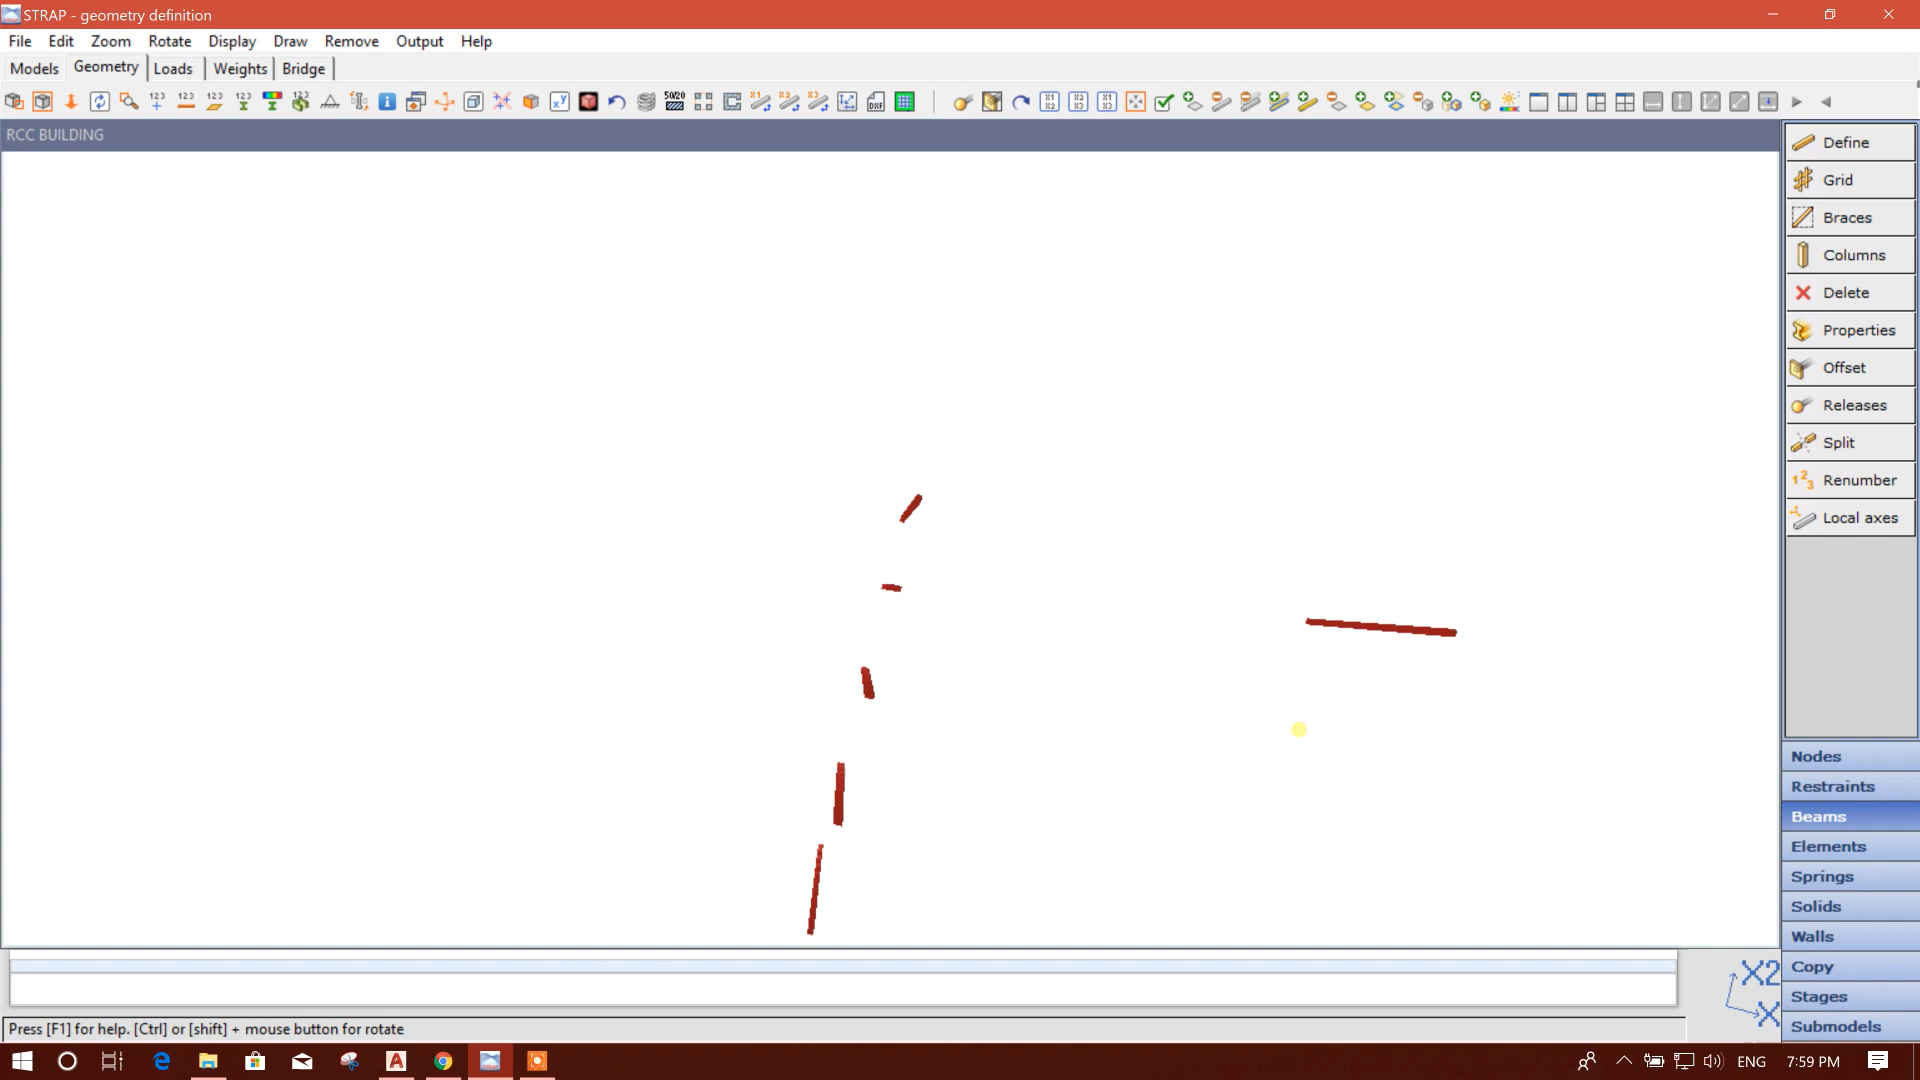 STRAP - geometry definition
File Edit Zoom Rotate Display Draw Remove Output Help
Models Geometry Loads Weights Bridge
RCC BUILDING
Define
Grid
Braces
Columns
Delete
Properties
Offset
Releases
Split
Renumber
Local axes
Nodes
Restraints
Beams
Elements
Springs
Solids
Walls
Copy
Stages
Submodels
X2
X
Press [F1] for help. [Ctrl] or [shift] + mouse button for rotate
ENG 7:59 PM